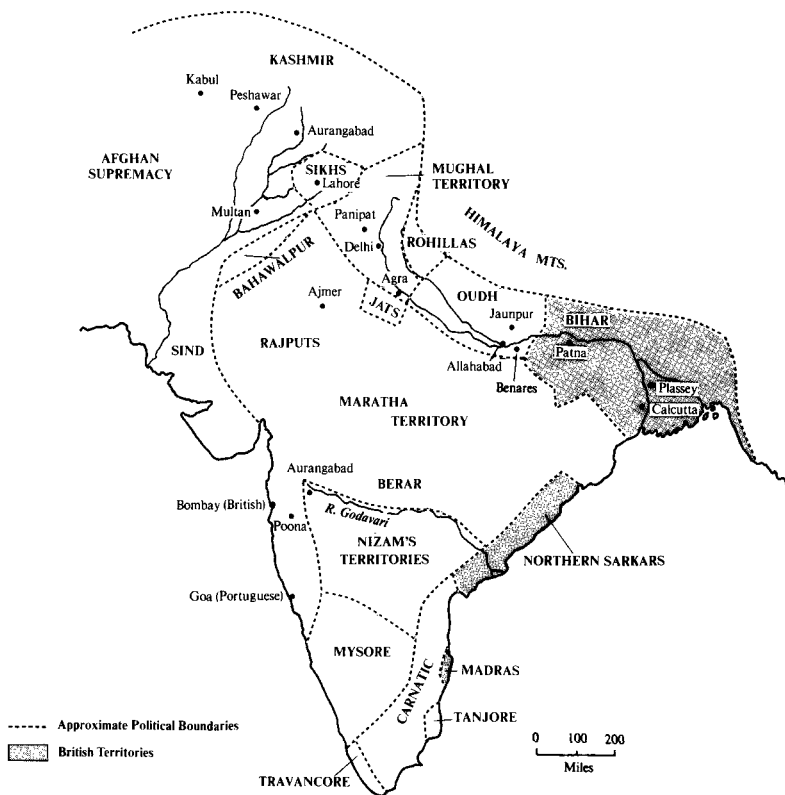 KASHMIR
Kabul
Peshawar
Aurangabad
AFGHAN
SUPREMACY
SIKHS
Lahore
MUGHAL
TERRITORY
Multan
Panipat
Delhi
ROHILLAS
HIMALAYA MTS.
BAHAWALPUR
Agra
JATS
OUDH
Jaunpur
Ajmer
BIHAR
SIND
RAJPUTS
Allahabad
Benares
Patna
Plassey
Calcutta
MARATHA
TERRITORY
Aurangabad
BERAR
Bombay (British)
Poona
R. Godavari
NIZAM'S
TERRITORIES
NORTHERN SARKARS
Goa (Portuguese)
MYSORE
CARNATIC
MADRAS
TANJORE
TRAVANCORE
Approximate Political Boundaries
British Territories
0 100 200
Miles